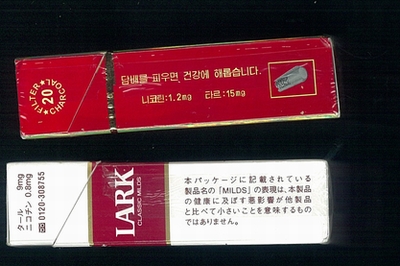 20
FILTER CHARCOAL
담배를 피우면 건강에 해롭습니다.
니코틴:1.2mg 타르:15mg
タール 9mg
ニコチン 0.8mg
0120-308755
LARK
CLASSIC MILDS
本パッケージに記載されている
製品名の「MILDS」の表現は、本製品
の健康に及ぼす悪影響が他製品
と比べて小さいことを意味するもの
ではありません。